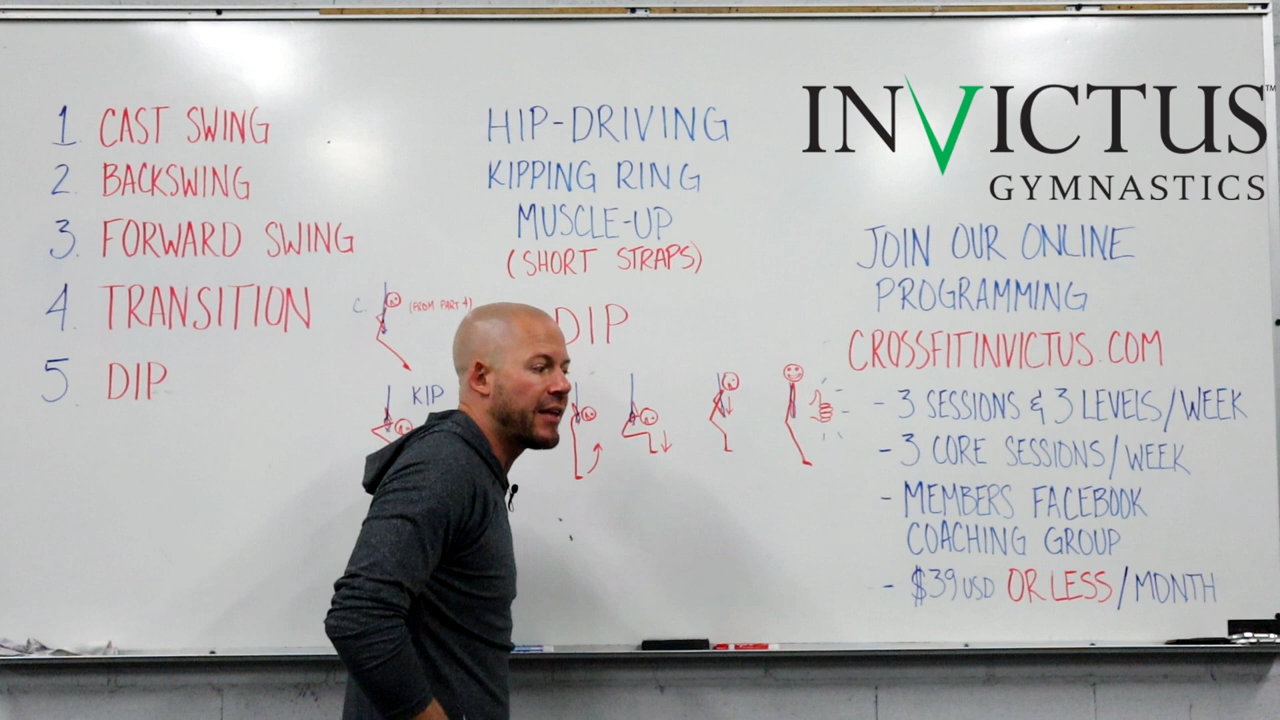 1. CAST SWING
2. BACKSWING
3. FORWARD SWING
4. TRANSITION
5 DIP
HIP-DRIVING
KIPPING RING
MUSCLE-UP
(SHORT STRAPS)
DIP
C. (FROM PART 4)
KIP
INVICTUS™
GYMNASTICS
JOIN OUR ONLINE
PROGRAMMING
CROSSFITINVICTUS.COM
- 3 SESSIONS & 3 LEVELS/WEEK
- 3 CORE SESSIONS/WEEK
- MEMBERS FACEBOOK
COACHING GROUP
- $39 USD OR LESS/MONTH